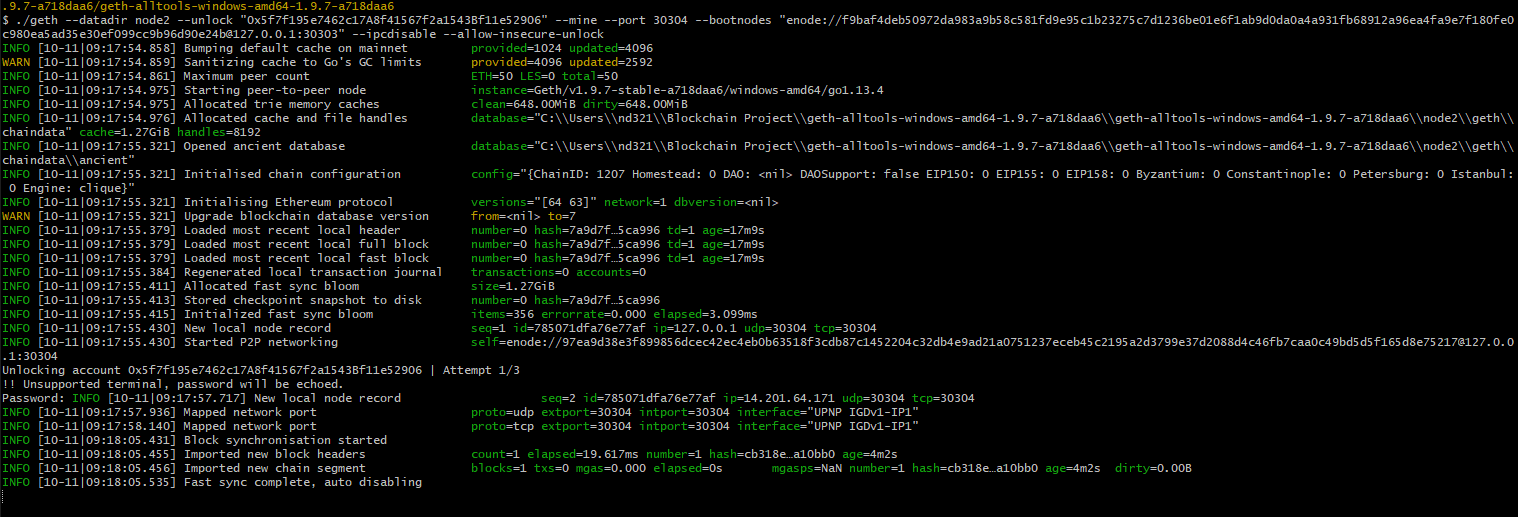 .9.7-a718daa6/geth-alltools-windows-amd64-1.9.7-a718daa6
$ ./geth --datadir node2 --unlock "0x5f7f195e7462c17A8f41567f2a1543Bf11e52906" --mine --port 30304 --bootnodes "enode://f9baf4deb50972da983a9b58c581fd9e95c1b23275c7d1236be01e6f1ab9d0da0a4a931fb68912a96ea4fa9e7f180fe0
c980ea5ad35e30ef099cc9b96d90e24b@127.0.0.1:30303" --ipcdisable --allow-insecure-unlock
INFO [10-11|09:17:54.858] Bumping default cache on mainnet provided=1024 updated=4096
WARN [10-11|09:17:54.859] Sanitizing cache to Go's GC limits provided=4096 updated=2592
INFO [10-11|09:17:54.861] Maximum peer count ETH=50 LES=0 total=50
INFO [10-11|09:17:54.975] Starting peer-to-peer node instance=Geth/v1.9.7-stable-a718daa6/windows-amd64/go1.13.4
INFO [10-11|09:17:54.975] Allocated trie memory caches clean=648.00MiB dirty=648.00MiB
INFO [10-11|09:17:54.976] Allocated cache and file handles database="C:\\Users\\nd321\\Blockchain Project\\geth-alltools-windows-amd64-1.9.7-a718daa6\\geth-alltools-windows-amd64-1.9.7-a718daa6\\node2\\geth\\
chaindata" cache=1.27GiB handles=8192
INFO [10-11|09:17:55.321] Opened ancient database database="C:\\Users\\nd321\\Blockchain Project\\geth-alltools-windows-amd64-1.9.7-a718daa6\\geth-alltools-windows-amd64-1.9.7-a718daa6\\node2\\geth\\
chaindata\\ancient"
INFO [10-11|09:17:55.321] Initialised chain configuration config="{ChainID: 1207 Homestead: 0 DAO: <nil> DAOSupport: false EIP150: 0 EIP155: 0 EIP158: 0 Byzantium: 0 Constantinople: 0 Petersburg: 0 Istanbul:
0 Engine: clique}"
INFO [10-11|09:17:55.321] Initialising Ethereum protocol versions="[64 63]" network=1 dbversion=<nil>
WARN [10-11|09:17:55.321] Upgrade blockchain database version from=<nil> to=7
INFO [10-11|09:17:55.379] Loaded most recent local header number=0 hash=7a9d7f…5ca996 td=1 age=17m9s
INFO [10-11|09:17:55.379] Loaded most recent local full block number=0 hash=7a9d7f…5ca996 td=1 age=17m9s
INFO [10-11|09:17:55.379] Loaded most recent local fast block number=0 hash=7a9d7f…5ca996 td=1 age=17m9s
INFO [10-11|09:17:55.384] Regenerated local transaction journal transactions=0 accounts=0
INFO [10-11|09:17:55.411] Allocated fast sync bloom size=1.27GiB
INFO [10-11|09:17:55.413] Stored checkpoint snapshot to disk number=0 hash=7a9d7f…5ca996
INFO [10-11|09:17:55.415] Initialized fast sync bloom items=356 errorrate=0.000 elapsed=3.099ms
INFO [10-11|09:17:55.430] New local node record seq=1 id=785071dfa76e77af ip=127.0.0.1 udp=30304 tcp=30304
INFO [10-11|09:17:55.430] Started P2P networking self=enode://97ea9d38e3f899856dcec42ec4eb0b63518f3cdb87c1452204c32db4e9ad21a0751237eceb45c2195a2d3799e37d2088d4c46fb7caa0c49bd5d5f165d8e75217@127.0.0
.1:30304
Unlocking account 0x5f7f195e7462c17A8f41567f2a1543Bf11e52906 | Attempt 1/3
!! Unsupported terminal, password will be echoed.
Password: INFO [10-11|09:17:57.717] New local node record seq=2 id=785071dfa76e77af ip=14.201.64.171 udp=30304 tcp=30304
INFO [10-11|09:17:57.936] Mapped network port proto=udp extport=30304 intport=30304 interface="UPNP IGDv1-IP1"
INFO [10-11|09:17:58.140] Mapped network port proto=tcp extport=30304 intport=30304 interface="UPNP IGDv1-IP1"
INFO [10-11|09:18:05.431] Block synchronisation started
INFO [10-11|09:18:05.455] Imported new block headers count=1 elapsed=19.617ms number=1 hash=cb318e…a10bb0 age=4m2s
INFO [10-11|09:18:05.456] Imported new chain segment blocks=1 txs=0 mgas=0.000 elapsed=0s mgasps=NaN number=1 hash=cb318e…a10bb0 age=4m2s dirty=0.00B
INFO [10-11|09:18:05.535] Fast sync complete, auto disabling